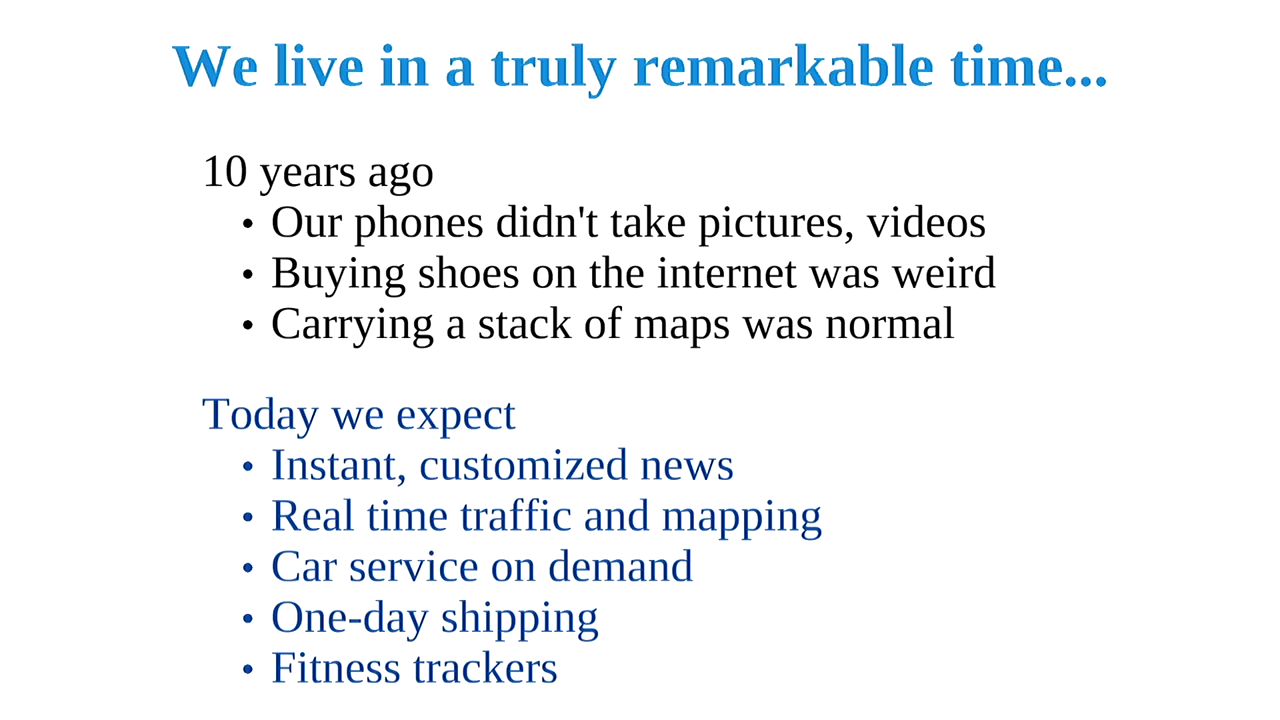 We live in a truly remarkable time...
10 years ago
• Our phones didn't take pictures, videos
• Buying shoes on the internet was weird
• Carrying a stack of maps was normal
Today we expect
• Instant, customized news
• Real time traffic and mapping
• Car service on demand
• One-day shipping
• Fitness trackers